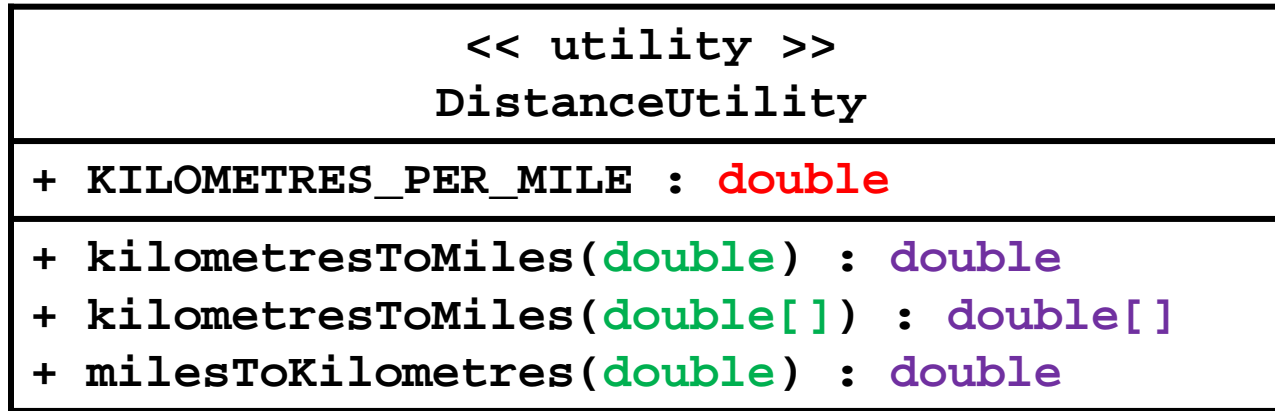 << utility >>
DistanceUtility
+ KILOMETRES_PER_MILE : double
+ kilometresToMiles(double) : double
+ kilometresToMiles(double[]) : double[]
+ milesToKilometres(double) : double